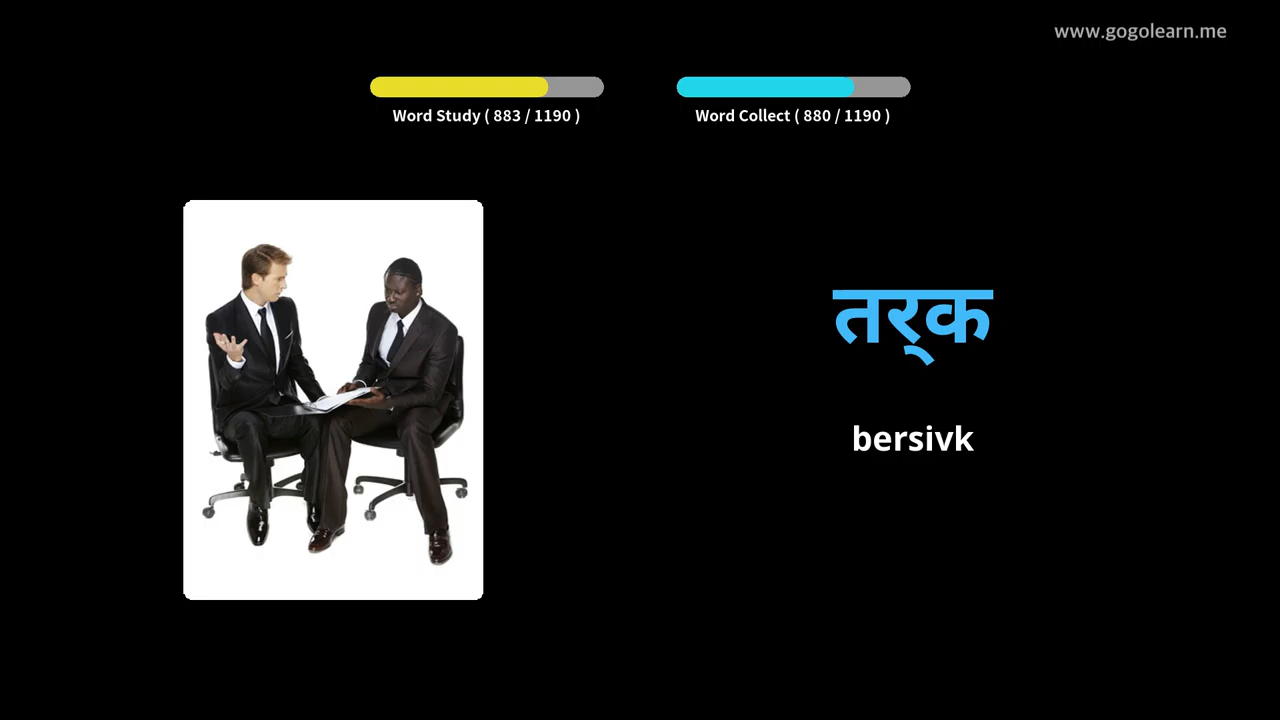 www.gogolearn.me
Word Study ( 883 / 1190 )
Word Collect ( 880 / 1190 )
तर्क
bersivk